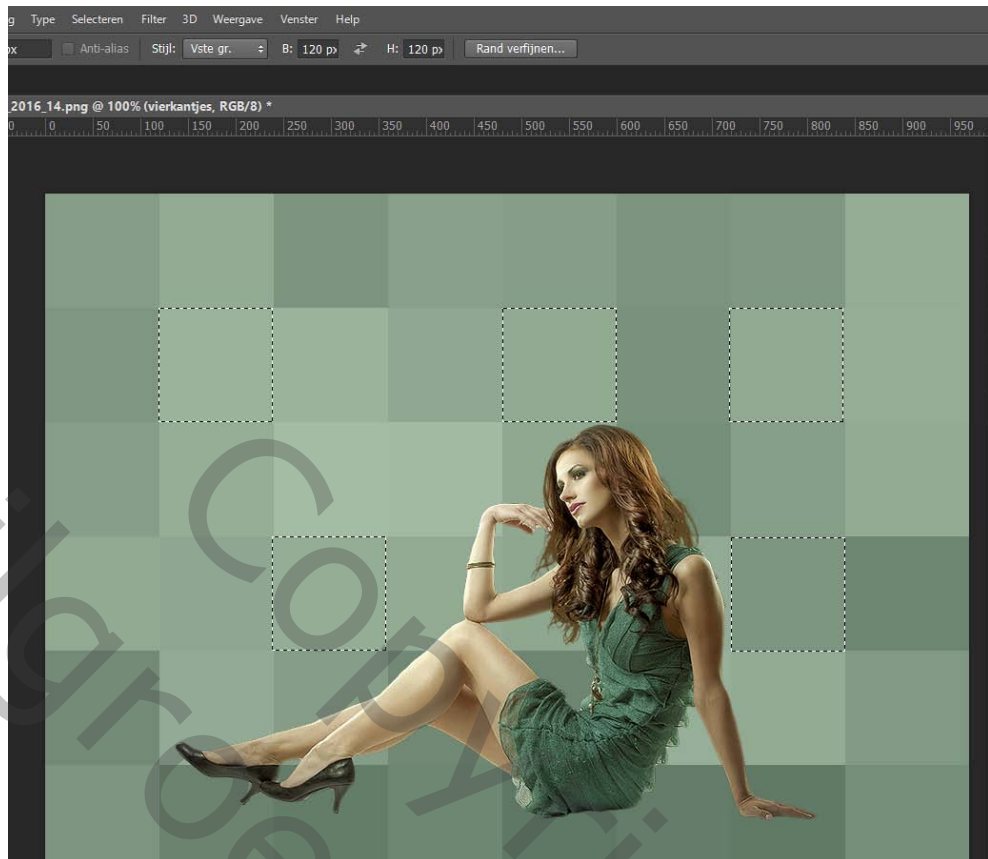 g Type Selecteren Filter 3D Weergave Venster Help
px Anti-alias Stijl: Vste gr. B: 120 px H: 120 px Rand verfijnen...
_2016_14.png @ 100% (vierkantjes, RGB/8) *
0 0 50 100 150 200 250 300 350 400 450 500 550 600 650 700 750 800 850 900 950
Copyri
ilgro